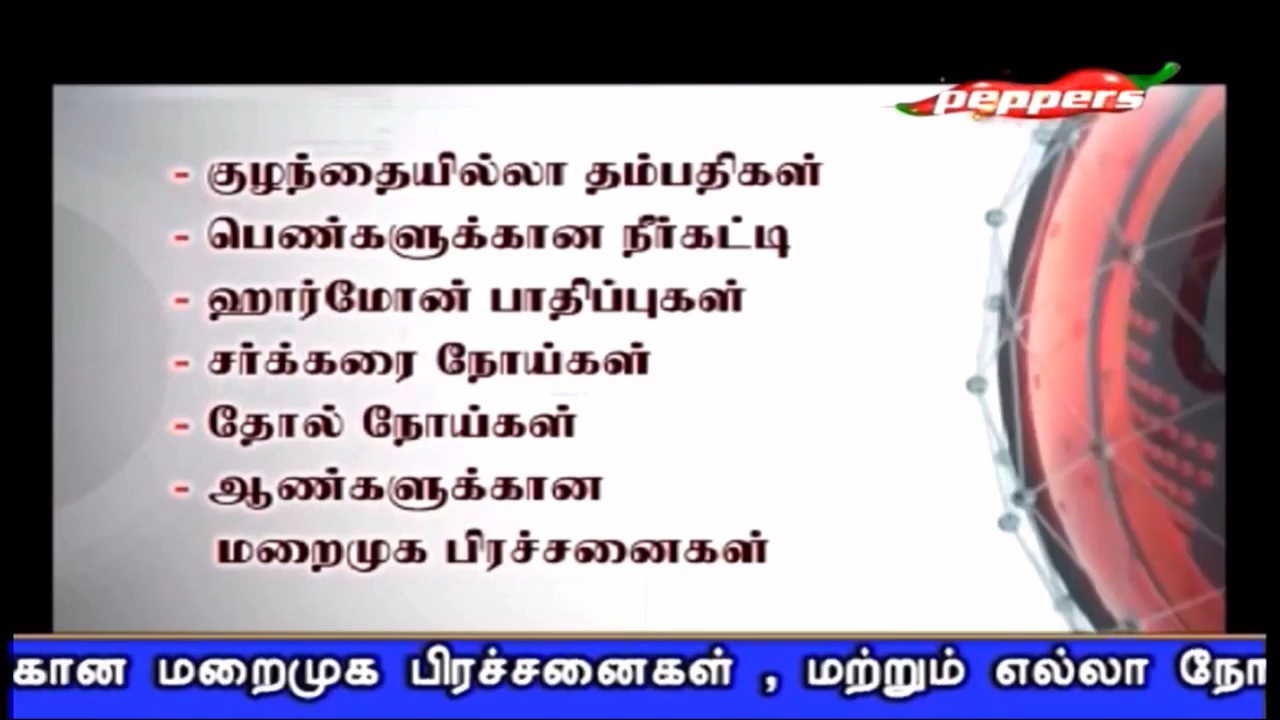 peppers
- குழந்தையில்லா தம்பதிகள்
- பெண்களுக்கான நீர்கட்டி
- ஹார்மோன் பாதிப்புகள்
- சர்க்கரை நோய்கள்
- தோல் நோய்கள்
- ஆண்களுக்கான
மறைமுக பிரச்சனைகள்
கான மறைமுக பிரச்சனைகள் , மற்றும் எல்லா நோ